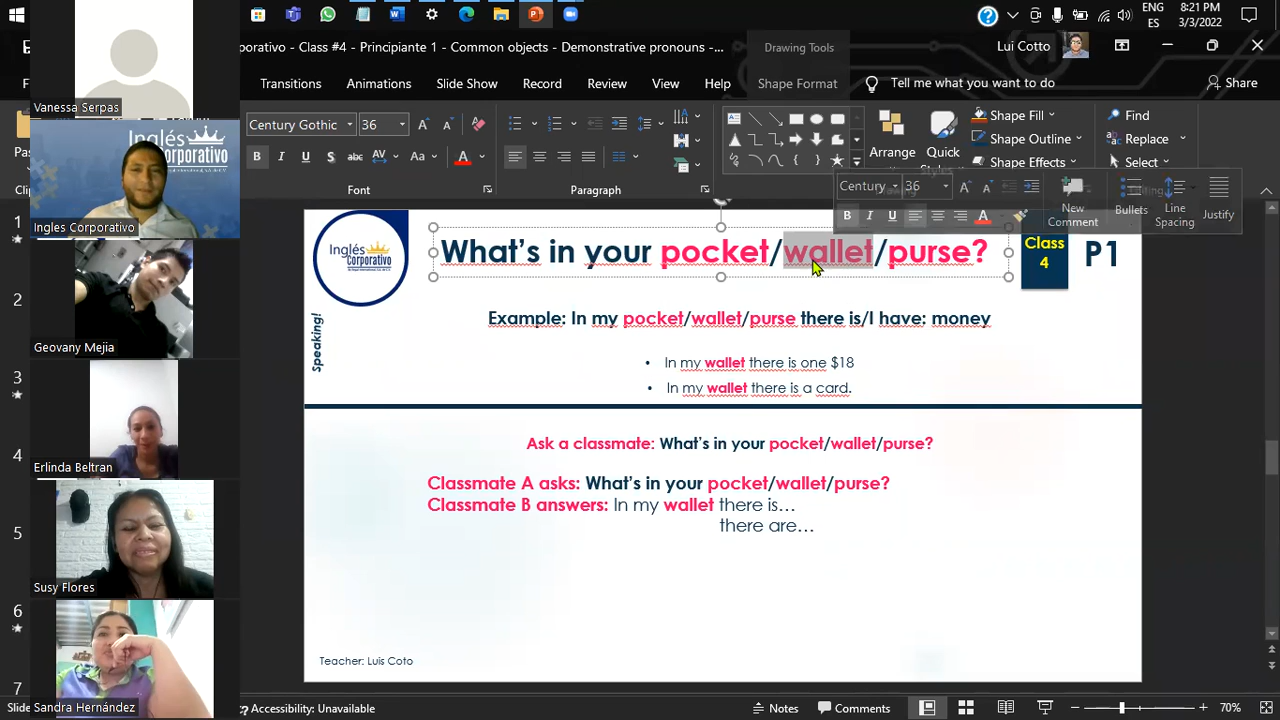 8:21 PM
ES
3/3/2022
orativo - Class #4 - Principiante 1 - Common objects - Demonstrative pronouns -...
Drawing Tools
Lui Cotto
Transitions
Animations
Slide Show
Record
Review
View
Help
Shape Format
Tell me what you want to do
Share
Century Gothic
36
Font
Paragraph
Arrange
Quick
Shape Fill
Shape Outline
Shape Effects
Find
Replace
Select
Century
36
New
Comment
Bullets
Line
Spacing
Justify
Vanessa Serpas
Inglés
Corporativo
Ingles Corporativo
Geovany Mejia
Erlinda Beltran
Susy Flores
Sandra Hernández
1
2
3
4
5
6
7
Inglés
Corporativo
What's in your pocket/wallet/purse?
Class
4
P1
Speaking!
Example: In my pocket/wallet/purse there is/I have: money
• In my wallet there is one $18
• In my wallet there is a card.
Ask a classmate: What's in your pocket/wallet/purse?
Classmate A asks: What's in your pocket/wallet/purse?
Classmate B answers: In my wallet there is...
there are...
Teacher: Luis Coto
Slide
Accessibility: Unavailable
Notes
Comments
70%